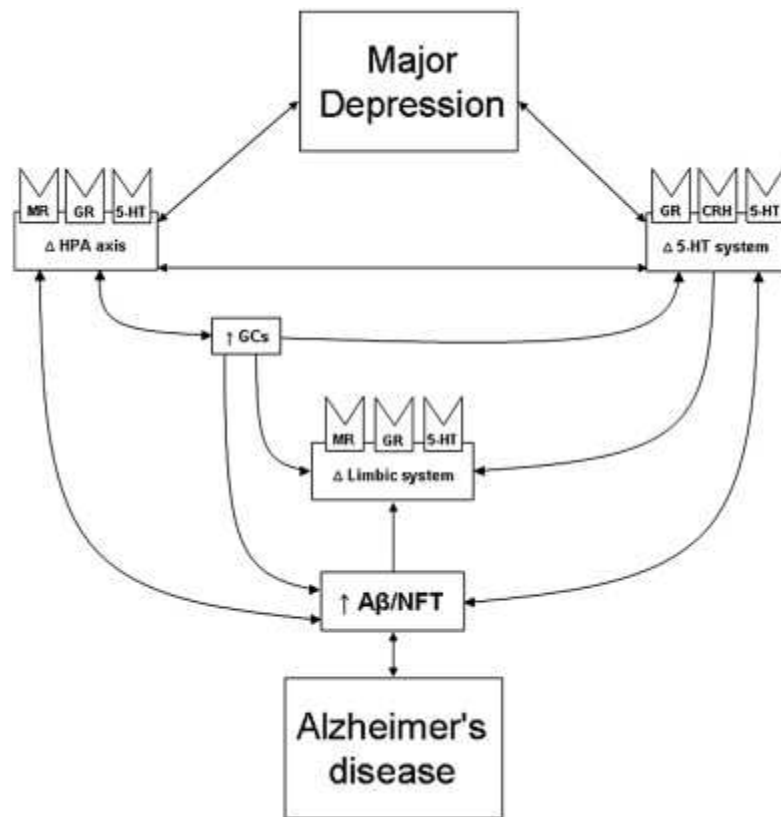 Major
Depression
MR GR 5-HT
Δ HPA axis
GR CRH 5-HT
Δ 5-HT system
↑ GCs
MR GR 5-HT
Δ Limbic system
↑ Aβ/NFT
Alzheimer's
disease